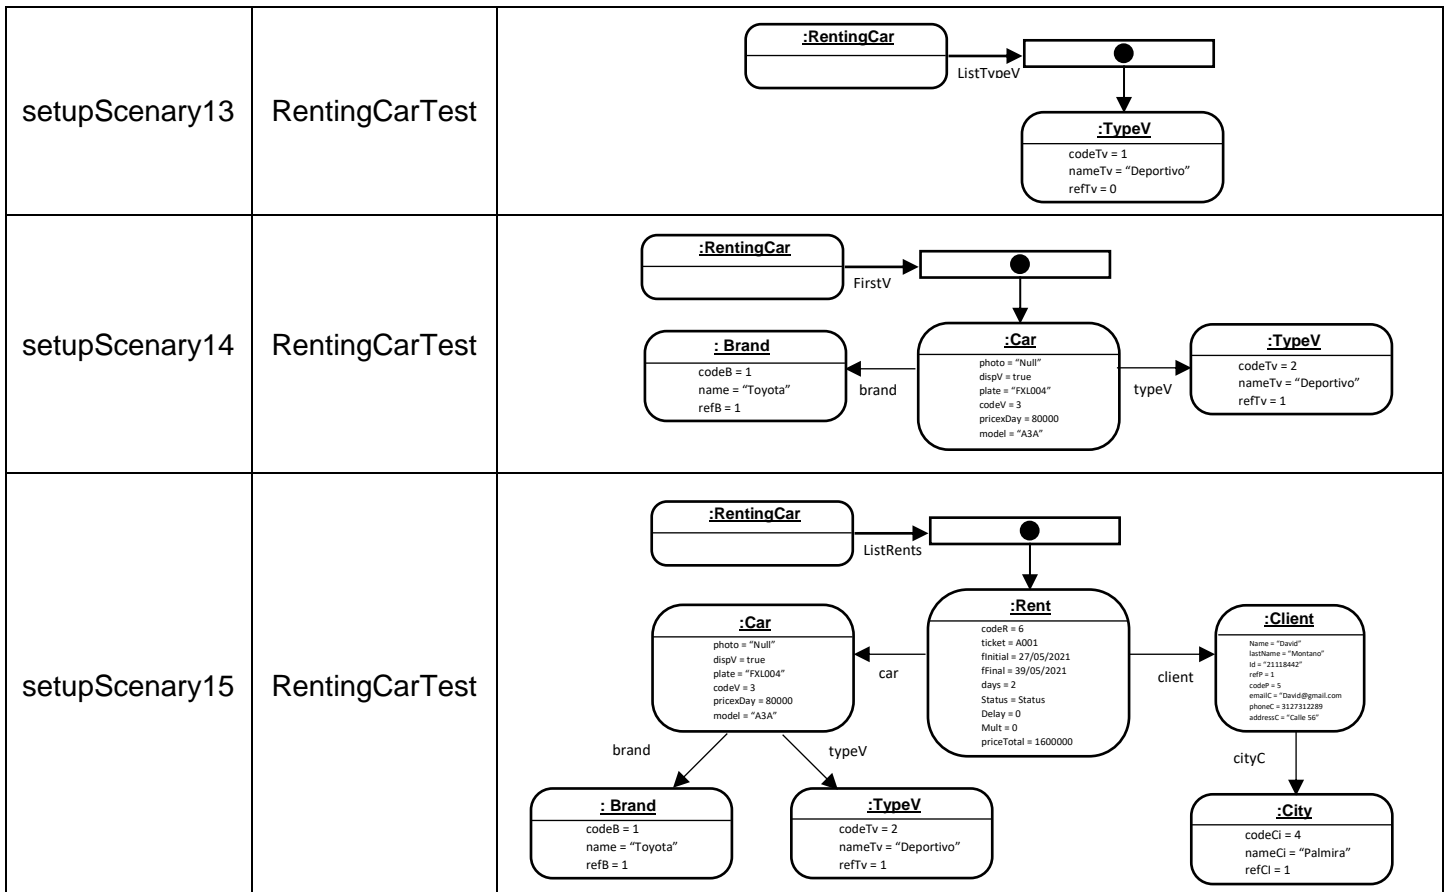 setupScenary13
RentingCarTest
:RentingCar
ListTypeV
:TypeV
codeTv = 1
nameTv = “Deportivo”
refTv = 0
setupScenary14
RentingCarTest
:RentingCar
FirstV
: Brand
codeB = 1
name = “Toyota”
refB = 1
brand
:Car
photo = “Null”
dispV = true
plate = “FXL004”
codeV = 3
pricexDay = 80000
model = “A3A”
typeV
:TypeV
codeTv = 2
nameTv = “Deportivo”
refTv = 1
setupScenary15
RentingCarTest
:RentingCar
ListRents
:Car
photo = “Null”
dispV = true
plate = “FXL004”
codeV = 3
pricexDay = 80000
model = “A3A”
car
:Rent
codeR = 6
ticket = A001
fInitial = 27/05/2021
fFinal = 39/05/2021
days = 2
Status = Status
Delay = 0
Mult = 0
priceTotal = 1600000
client
:Client
Name = “David”
lastName = “Montano”
Id = “21118442”
refP = 1
codeP = 5
emailC = “David@gmail.com
phoneC = 3127312289
addressC = “Calle 56”
brand
typeV
cityC
: Brand
codeB = 1
name = “Toyota”
refB = 1
:TypeV
codeTv = 2
nameTv = “Deportivo”
refTv = 1
:City
codeCi = 4
nameCi = “Palmira”
refCI = 1